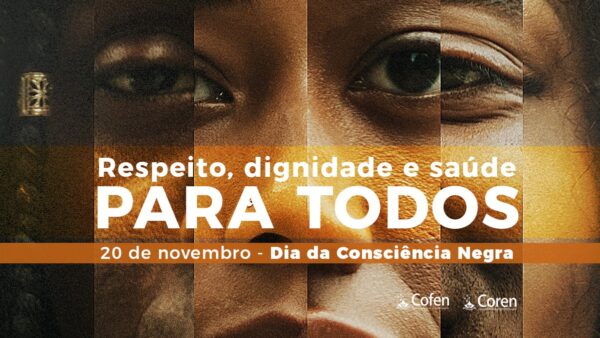 Respeito, dignidade e saúde
PARA TODOS
20 de novembro - Dia da Consciência Negra
Cofen Coren